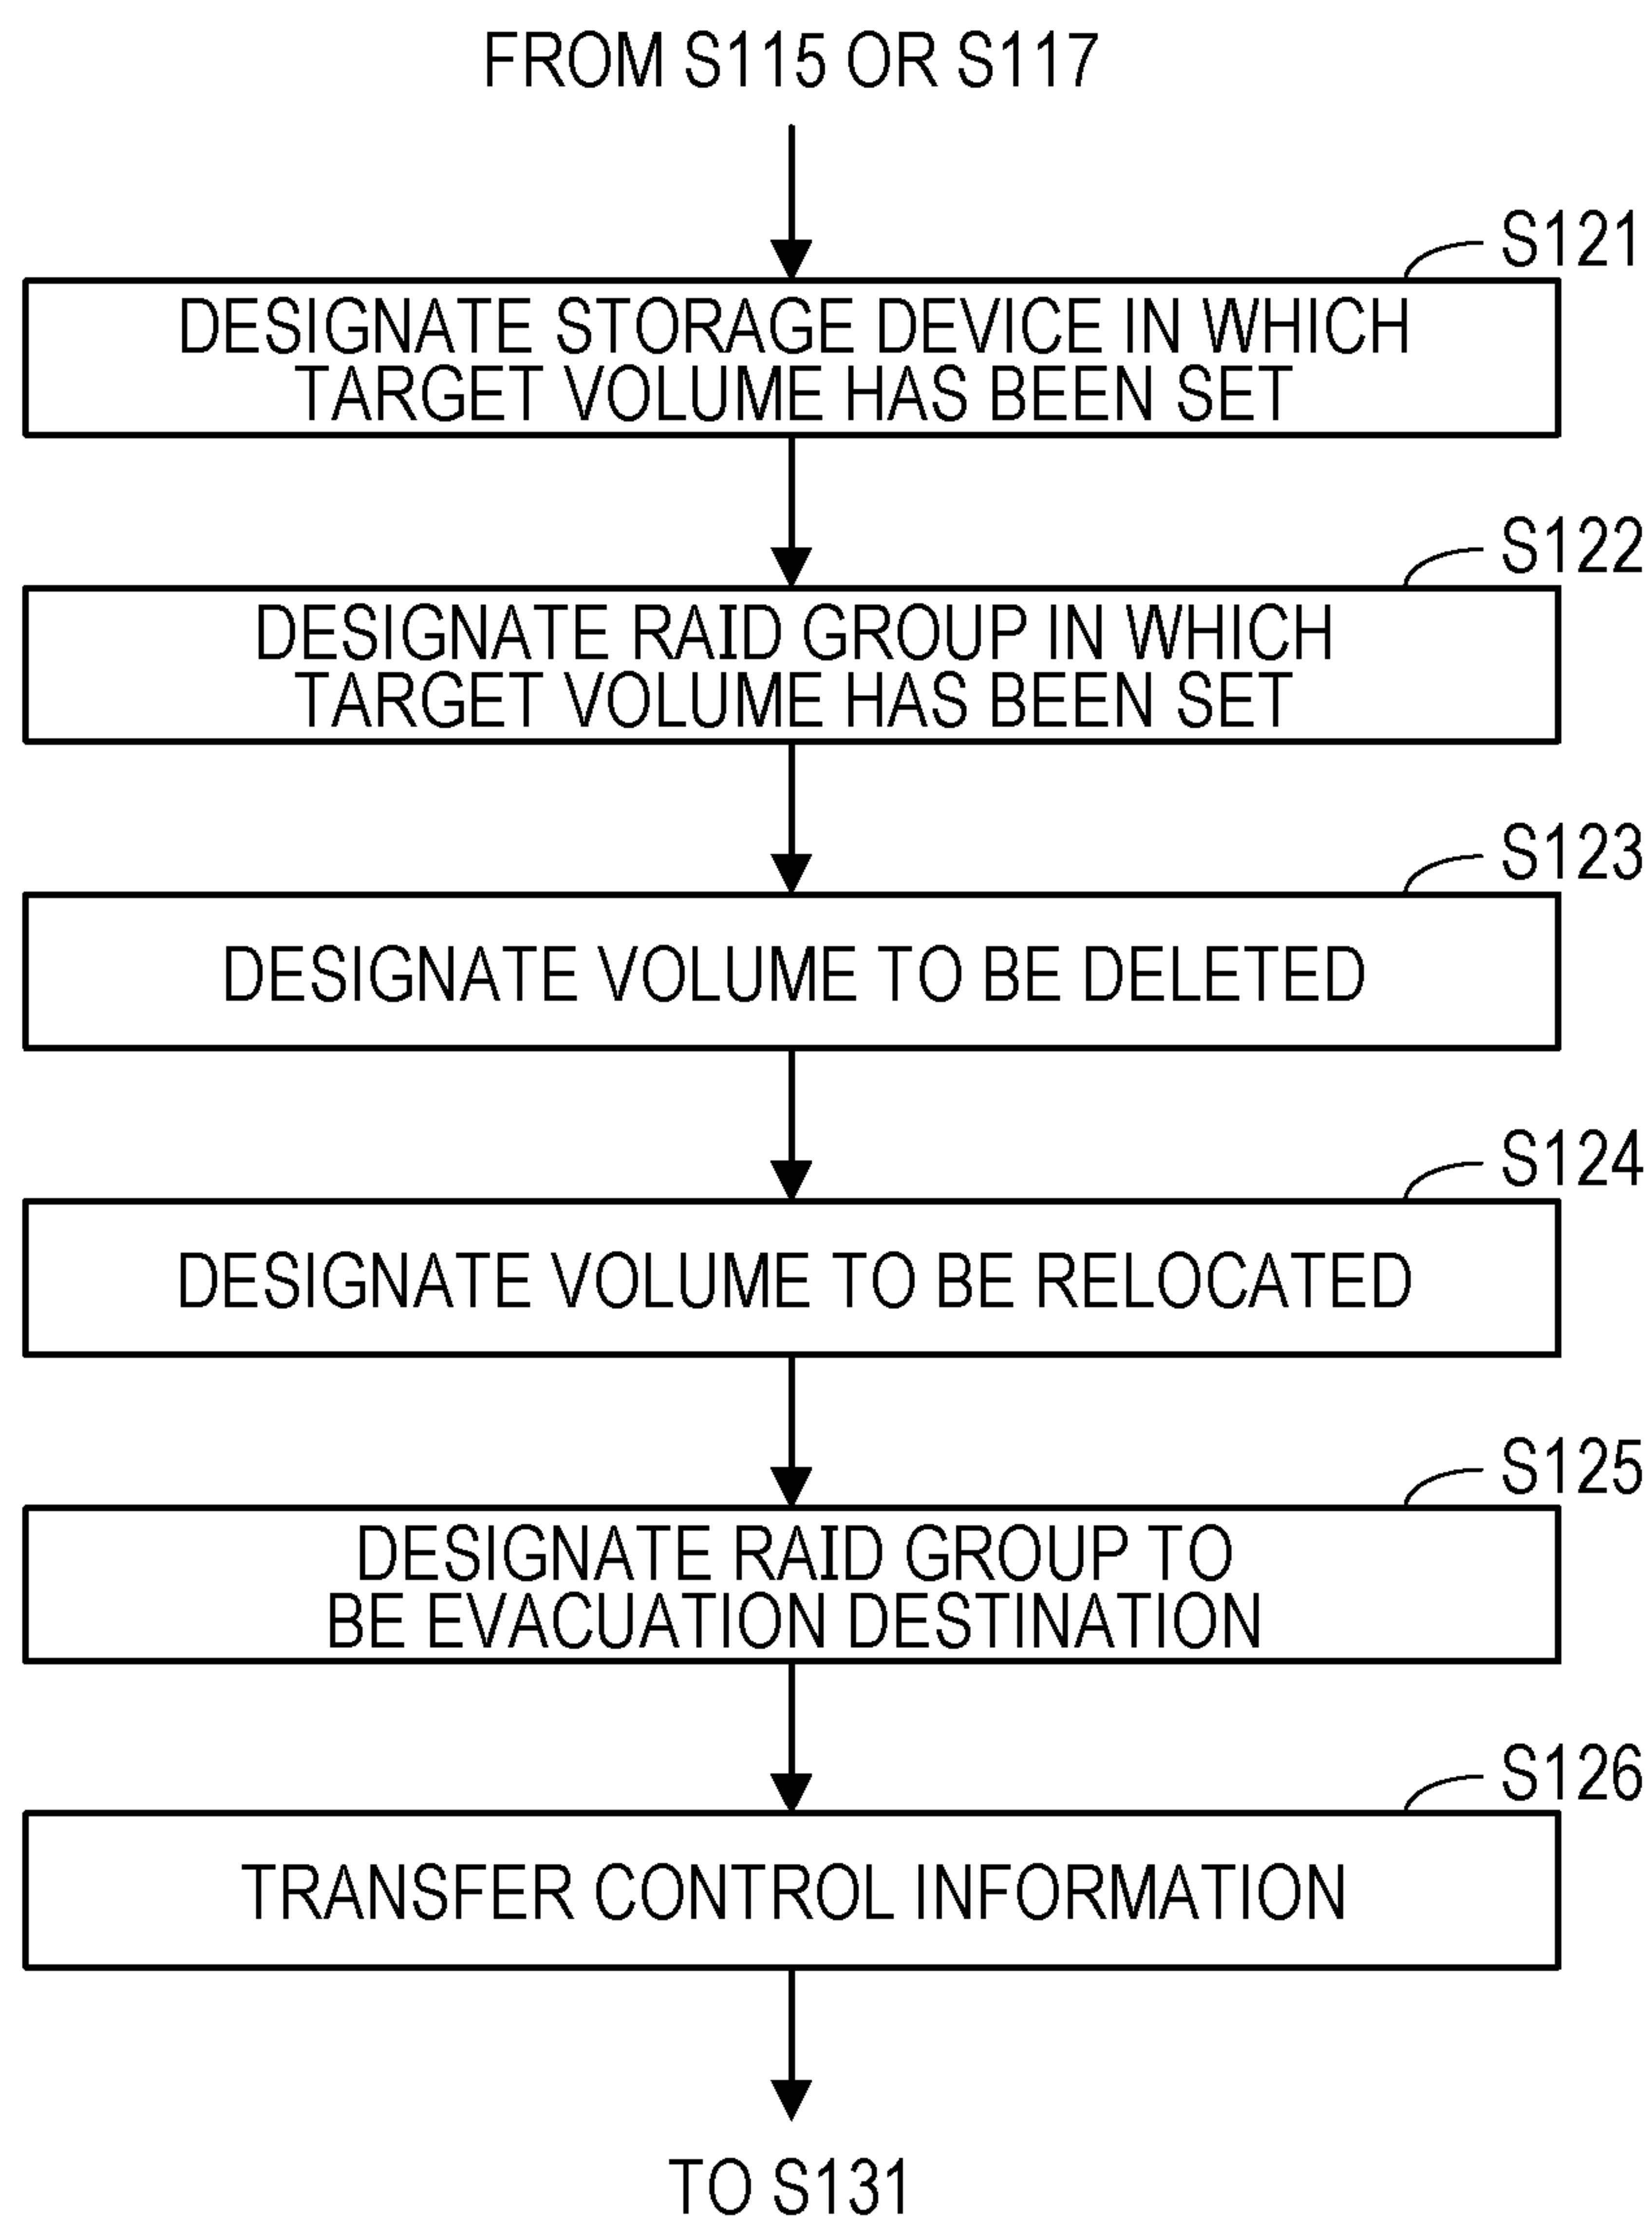 FROM S115 OR S117
S121
DESIGNATE STORAGE DEVICE IN WHICH
TARGET VOLUME HAS BEEN SET
S122
DESIGNATE RAID GROUP IN WHICH
TARGET VOLUME HAS BEEN SET
S123
DESIGNATE VOLUME TO BE DELETED
S124
DESIGNATE VOLUME TO BE RELOCATED
S125
DESIGNATE RAID GROUP TO
BE EVACUATION DESTINATION
S126
TRANSFER CONTROL INFORMATION
TO S131